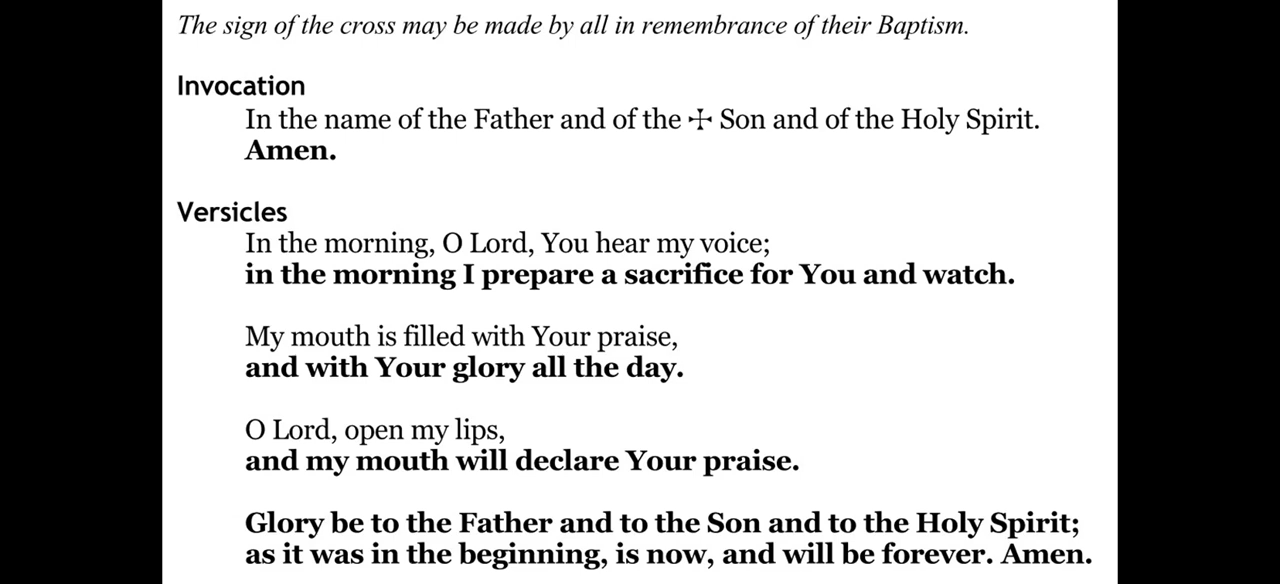 The sign of the cross may be made by all in remembrance of their Baptism.
Invocation
In the name of the Father and of the ☩ Son and of the Holy Spirit.
Amen.
Versicles
In the morning, O Lord, You hear my voice;
in the morning I prepare a sacrifice for You and watch.
My mouth is filled with Your praise,
and with Your glory all the day.
O Lord, open my lips,
and my mouth will declare Your praise.
Glory be to the Father and to the Son and to the Holy Spirit;
as it was in the beginning, is now, and will be forever. Amen.